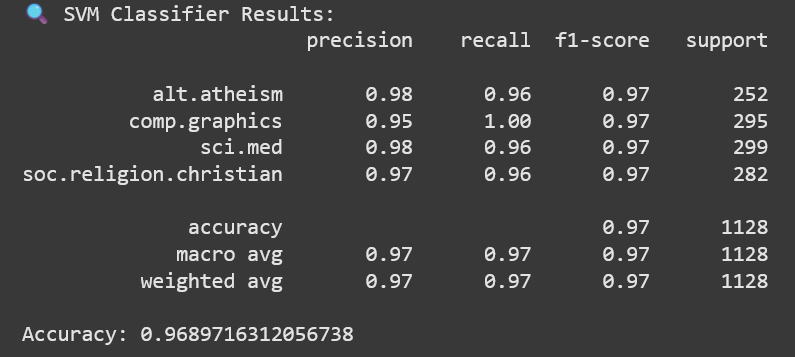 🔍 SVM Classifier Results:
precision recall f1-score support
alt.atheism 0.98 0.96 0.97 252
comp.graphics 0.95 1.00 0.97 295
sci.med 0.98 0.96 0.97 299
soc.religion.christian 0.97 0.96 0.97 282
accuracy 0.97 1128
macro avg 0.97 0.97 0.97 1128
weighted avg 0.97 0.97 0.97 1128
Accuracy: 0.9689716312056738